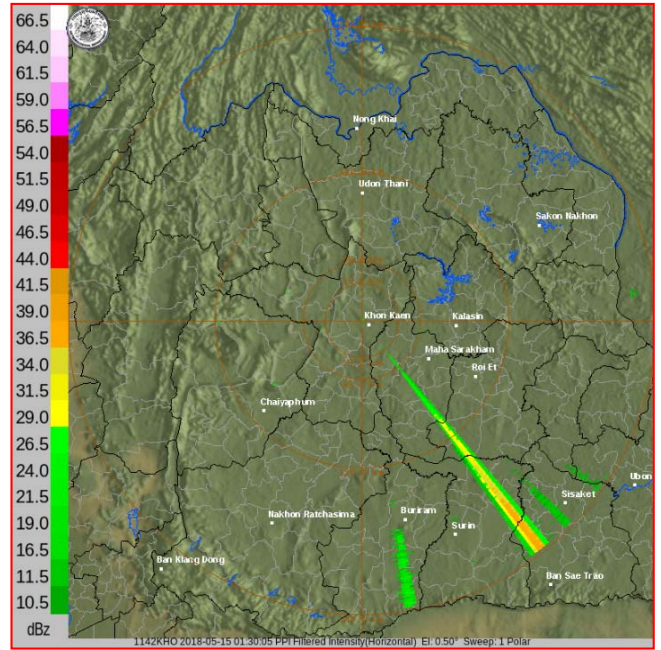 66.5
64.0
61.5
59.0
56.5
54.0
51.5
49.0
46.5
44.0
41.5
39.0
36.5
34.0
31.5
29.0
26.5
24.0
21.5
19.0
16.5
11.5
10.5
dBz
Nong Khai
Udon Thani
Sakon Nakhon
Khon Kaen
Kalasin
Maha Sarakham
Roi Et
Chaiyaphum
Ubon
Sisaket
Nakhon Ratchasima
Buriram
Surin
Ban Klang Dong
Ban Sae Trao
1142KHO 2018-05-15 01:30:05 PPI Filtered Intensity(Horizontal) El: 0.50° Sweep: 1 Polar